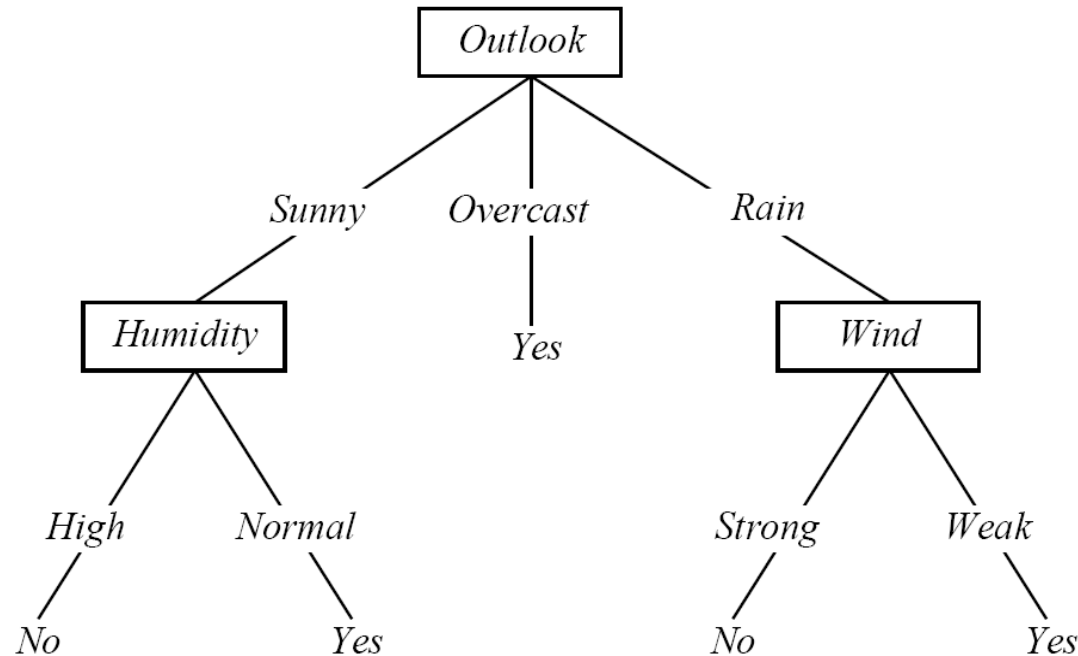 Outlook
Sunny Overcast Rain
Humidity Yes Wind
High Normal Strong Weak
No Yes No Yes